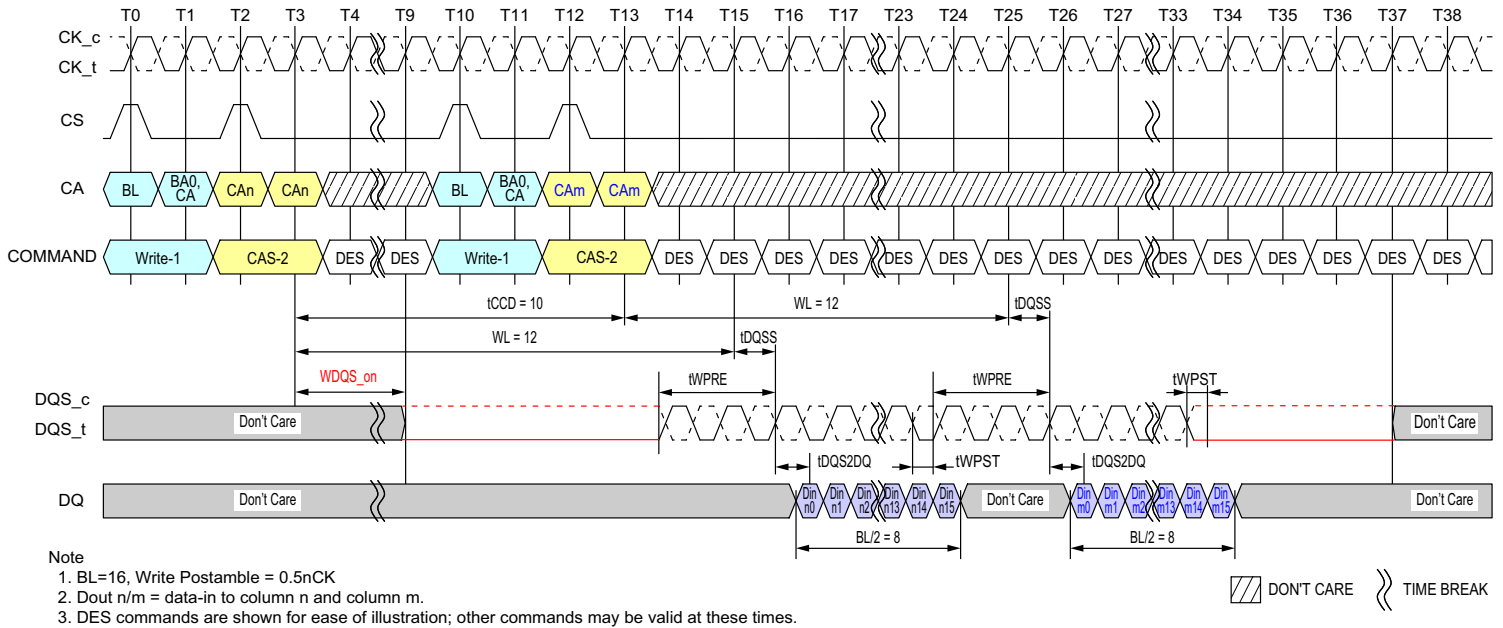 T0 T1 T2 T3 T4 T9 T10 T11 T12 T13 T14 T15 T16 T17 T23 T24 T25 T26 T27 T33 T34 T35 T36 T37 T38
CK_c
CK_t
CS
CA BL BA0, CA CAn CAn BL BA0, CA CAm CAm
COMMAND Write-1 CAS-2 DES DES Write-1 CAS-2 DES DES DES DES DES DES DES DES DES DES DES DES DES DES DES
tCCD = 10 WL = 12 tDQSS
WL = 12 tDQSS
WDQS_on tWPRE tWPRE tWPST
DQS_c
DQS_t Don't Care Don't Care
tDQS2DQ tWPST tDQS2DQ
DQ Don't Care Din n0 Din n1 Din n2 Din n13 Din n14 Din n15 Don't Care Din m0 Din m1 Din m2 Din m13 Din m14 Din m15 Don't Care
BL/2 = 8 BL/2 = 8
Note
1. BL=16, Write Postamble = 0.5nCK
2. Dout n/m = data-in to column n and column m.
3. DES commands are shown for ease of illustration; other commands may be valid at these times.
DON'T CARE TIME BREAK